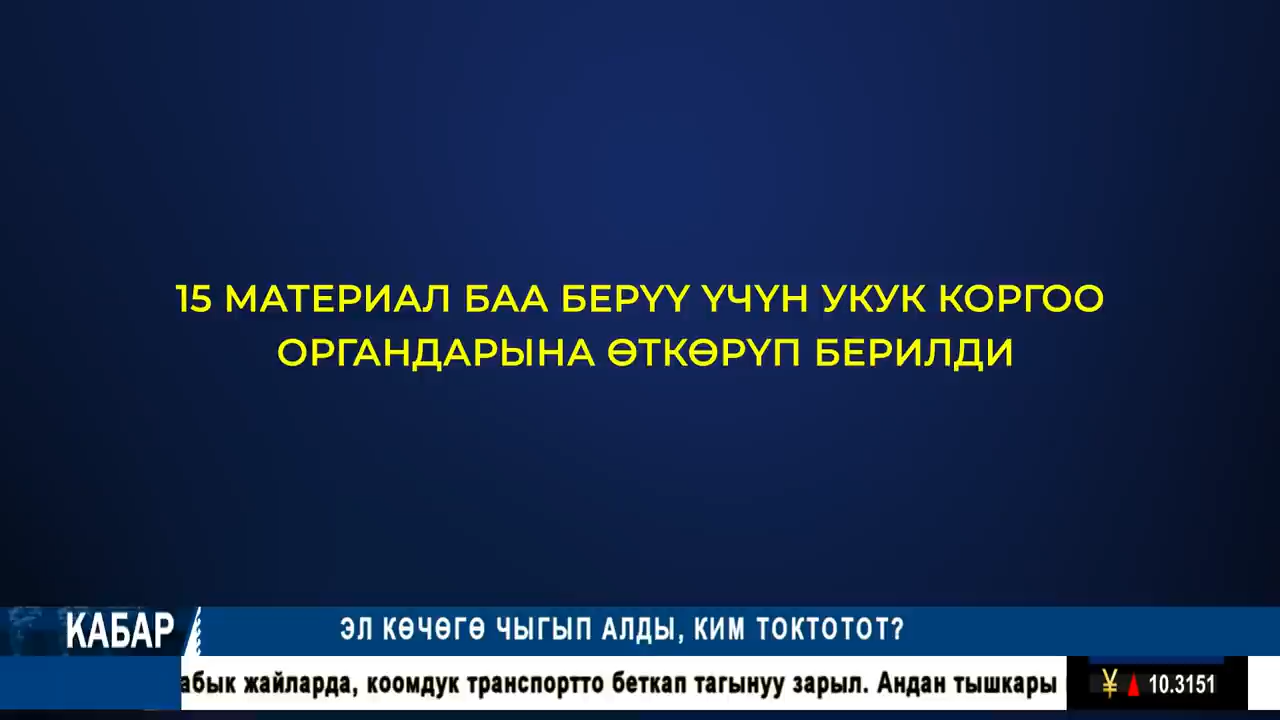 15 МАТЕРИАЛ БАА БЕРҮҮ ҮЧҮН УКУК КОРГОО
ОРГАНДАРЫНА ӨТКӨРҮП БЕРИЛДИ
КАБАР
ЭЛ КӨЧӨГӨ ЧЫГЫП АЛДЫ, КИМ ТОКТОТОТ?
абык жайларда, коомдук транспортто беткап тагынуу зарыл. Андан тышкары
¥ ▲ 10.3151